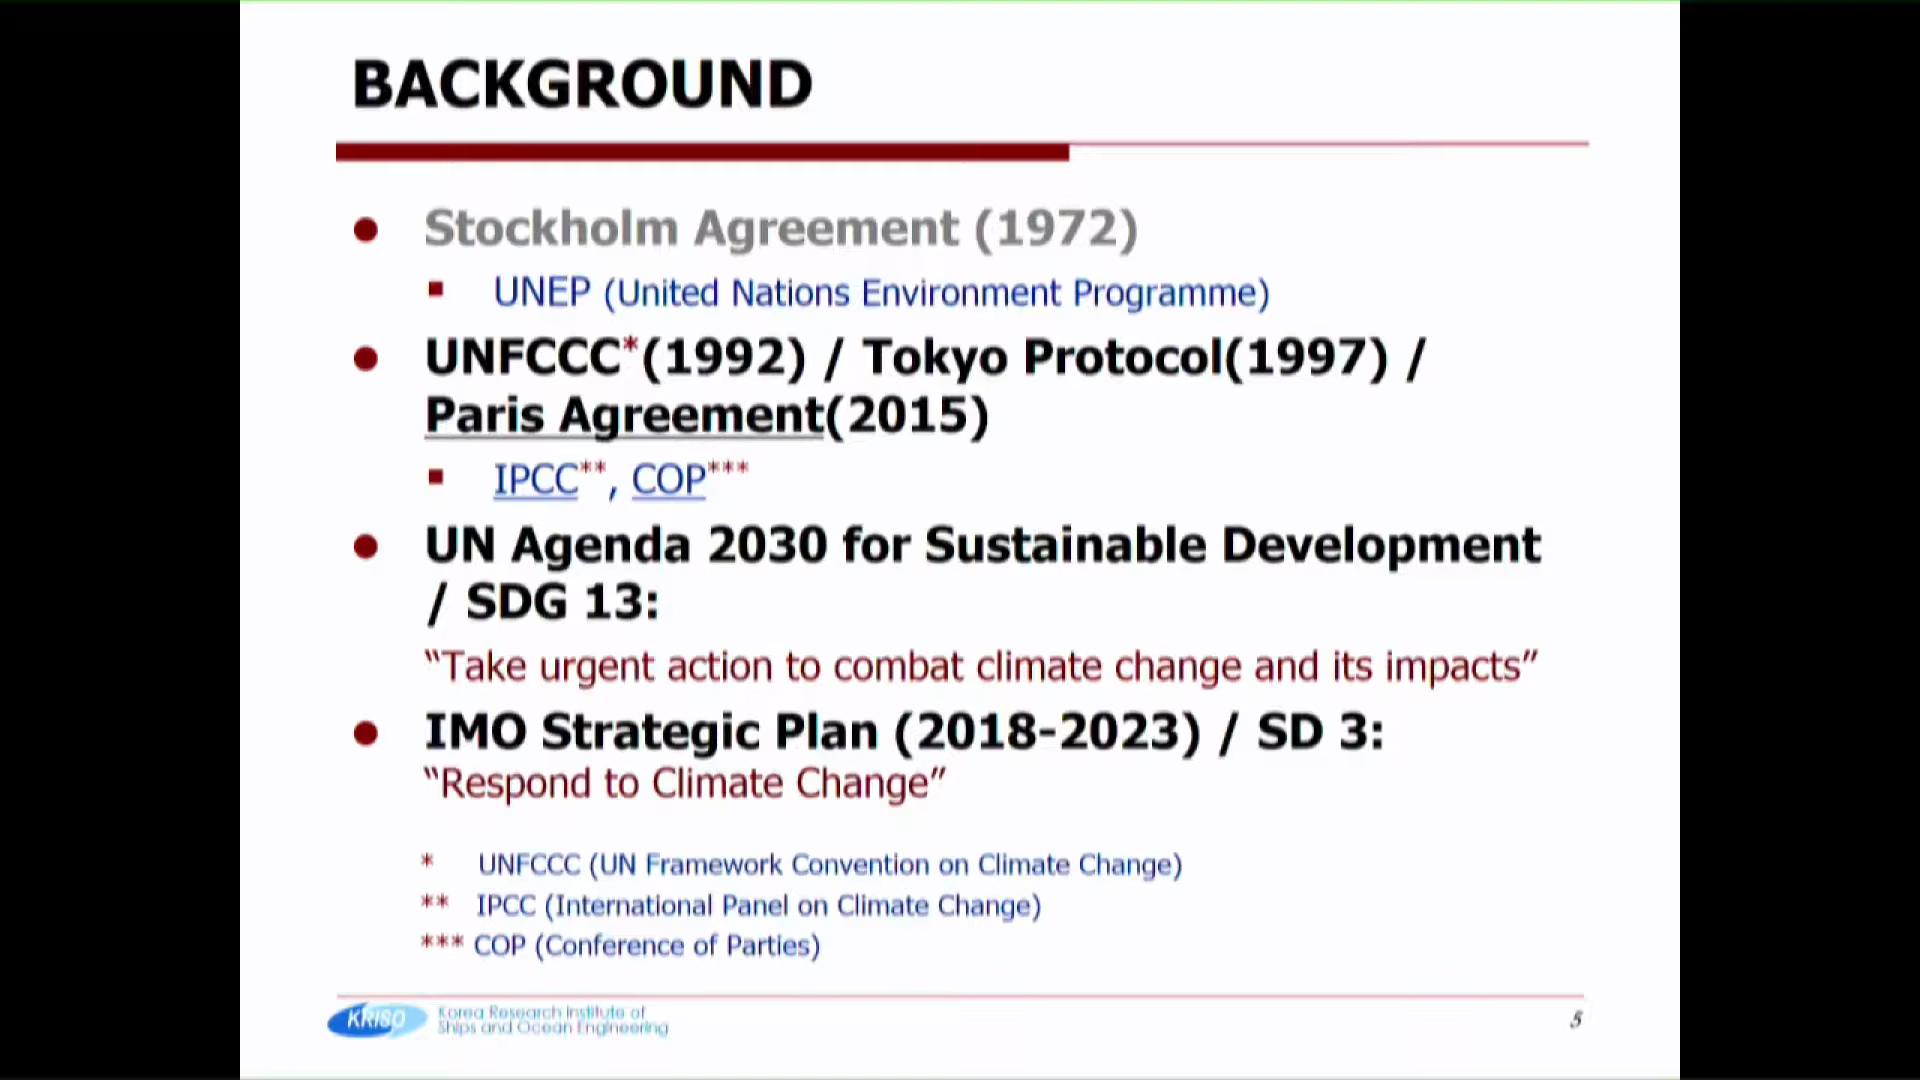 BACKGROUND
Stockholm Agreement (1972)
UNEP (United Nations Environment Programme)
UNFCCC*(1992) / Tokyo Protocol(1997) /
Paris Agreement(2015)
IPCC**, COP***
UN Agenda 2030 for Sustainable Development
/ SDG 13:
“Take urgent action to combat climate change and its impacts”
IMO Strategic Plan (2018-2023) / SD 3:
“Respond to Climate Change”
* UNFCCC (UN Framework Convention on Climate Change)
** IPCC (International Panel on Climate Change)
*** COP (Conference of Parties)
KRISO
Korea Research Institute of
Ships and Ocean Engineering
5